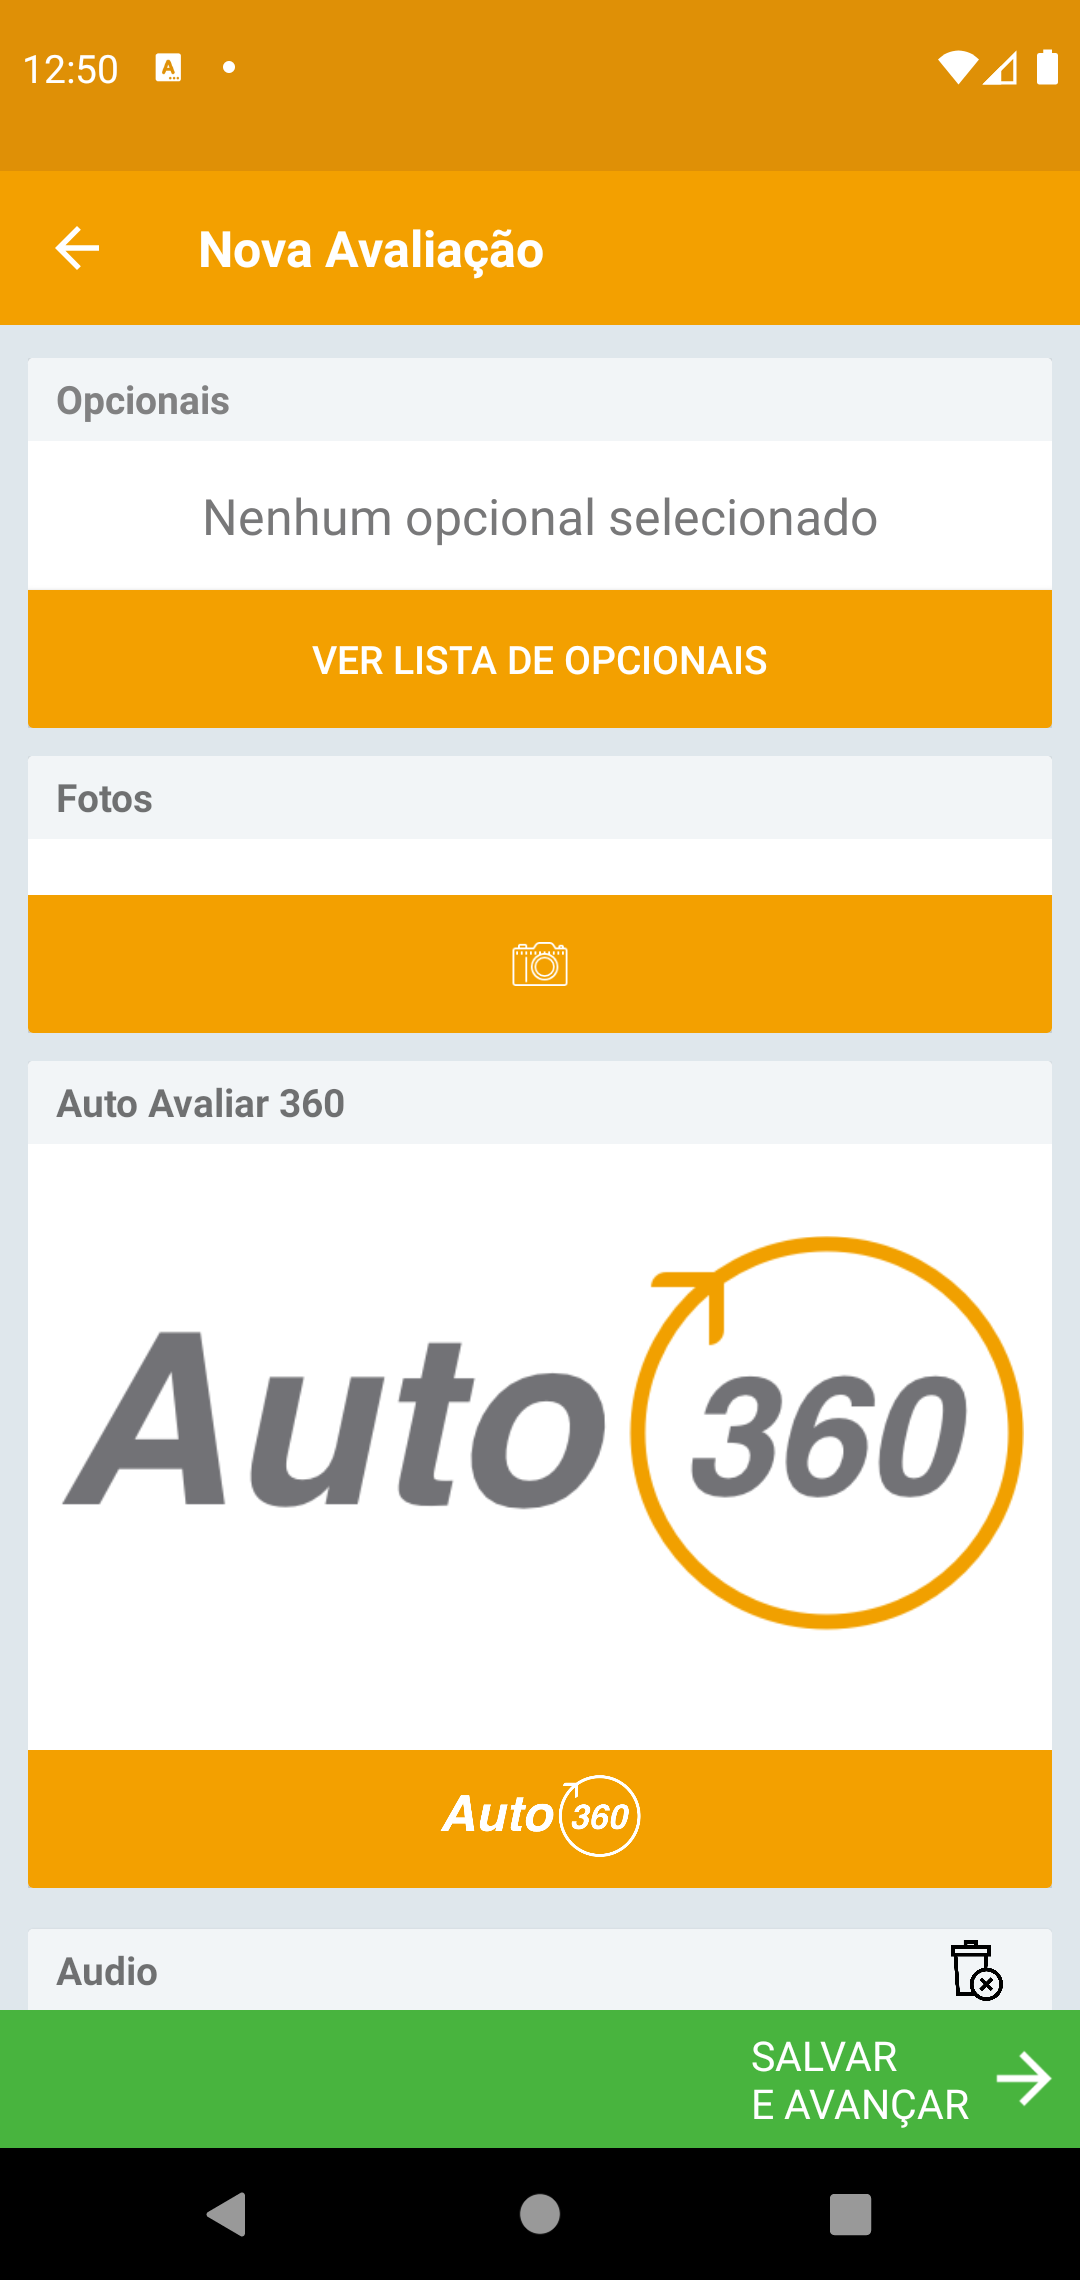 12:50
Nova Avaliação
Opcionais
Nenhum opcional selecionado
VER LISTA DE OPCIONAIS
Fotos
Auto Avaliar 360
Auto 360
Auto 360
Audio
SALVAR
E AVANÇAR